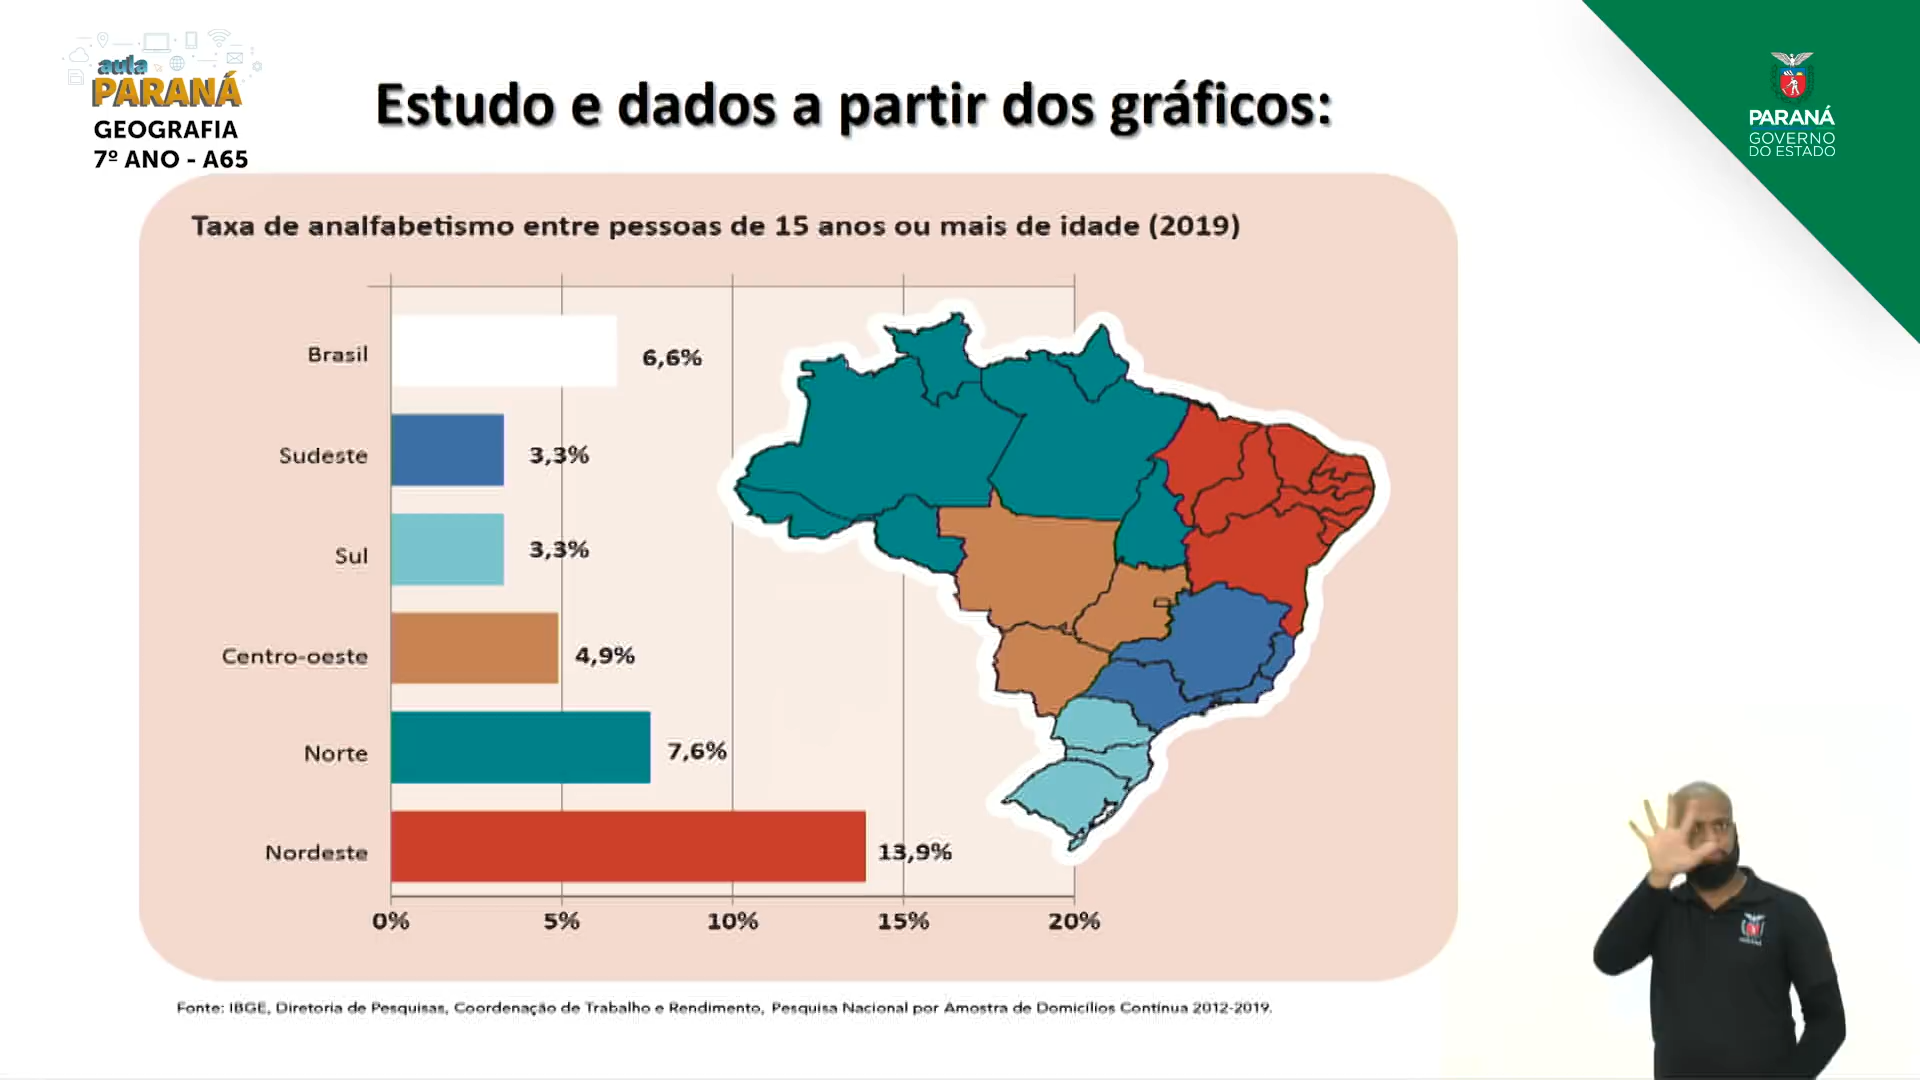 aula
PARANÁ
GEOGRAFIA
7º ANO - A65
Estudo e dados a partir dos gráficos:
PARANÁ
GOVERNO
DO ESTADO
Taxa de analfabetismo entre pessoas de 15 anos ou mais de idade (2019)
Brasil 6,6%
Sudeste 3,3%
Sul 3,3%
Centro-oeste 4,9%
Norte 7,6%
Nordeste 13,9%
0% 5% 10% 15% 20%
Fonte: IBGE, Diretoria de Pesquisas, Coordenação de Trabalho e Rendimento, Pesquisa Nacional por Amostra de Domicílios Contínua 2012-2019.